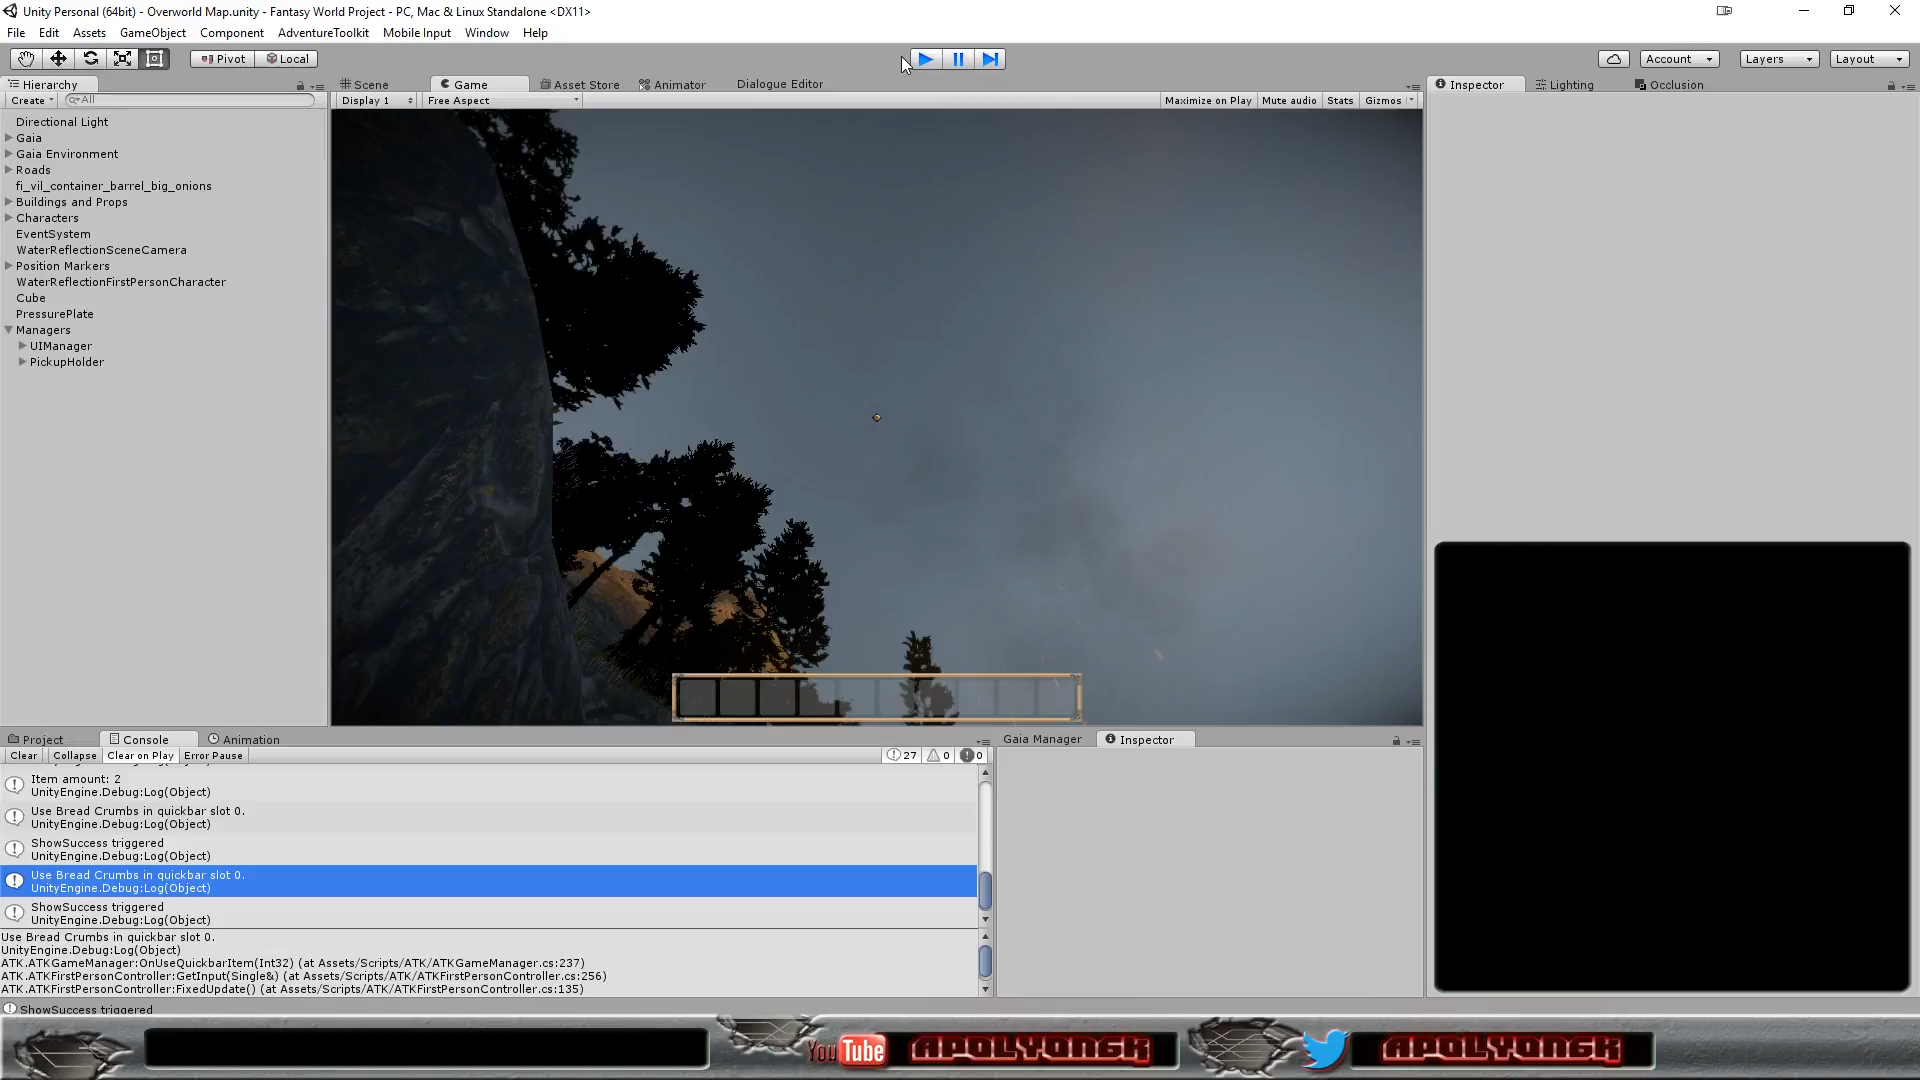 Unity Personal (64bit) - Overworld Map.unity - Fantasy World Project - PC, Mac & Linux Standalone <DX11>
File Edit Assets GameObject Component AdventureToolkit Mobile Input Window Help
Pivot Local Account Layers Layout
Hierarchy Scene Game Asset Store Animator Dialogue Editor Inspector Lighting Occlusion
Create All Display 1 Free Aspect Maximize on Play Mute audio Stats Gizmos
Directional Light
Gaia
Gaia Environment
Roads
fi_vil_container_barrel_big_onions
Buildings and Props
Characters
EventSystem
WaterReflectionSceneCamera
Position Markers
WaterReflectionFirstPersonCharacter
Cube
PressurePlate
Managers
UIManager
PickupHolder
Project Console Animation Gaia Manager Inspector
Clear Collapse Clear on Play Error Pause 27 0 0
Item amount: 2
UnityEngine.Debug:Log(Object)
Use Bread Crumbs in quickbar slot 0.
UnityEngine.Debug:Log(Object)
ShowSuccess triggered
UnityEngine.Debug:Log(Object)
Use Bread Crumbs in quickbar slot 0.
UnityEngine.Debug:Log(Object)
ShowSuccess triggered
UnityEngine.Debug:Log(Object)
Use Bread Crumbs in quickbar slot 0.
UnityEngine.Debug:Log(Object)
ATK.ATKGameManager:OnUseQuickbarItem(Int32) (at Assets/Scripts/ATK/ATKGameManager.cs:237)
ATK.ATKFirstPersonController:GetInput(Single&) (at Assets/Scripts/ATK/ATKFirstPersonController.cs:256)
ATK.ATKFirstPersonController:FixedUpdate() (at Assets/Scripts/ATK/ATKFirstPersonController.cs:135)
ShowSuccess triggered
YouTube APOLYON6K APOLYON6K